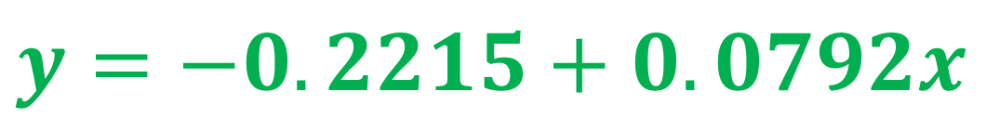 y = −0.2215 + 0.0792x